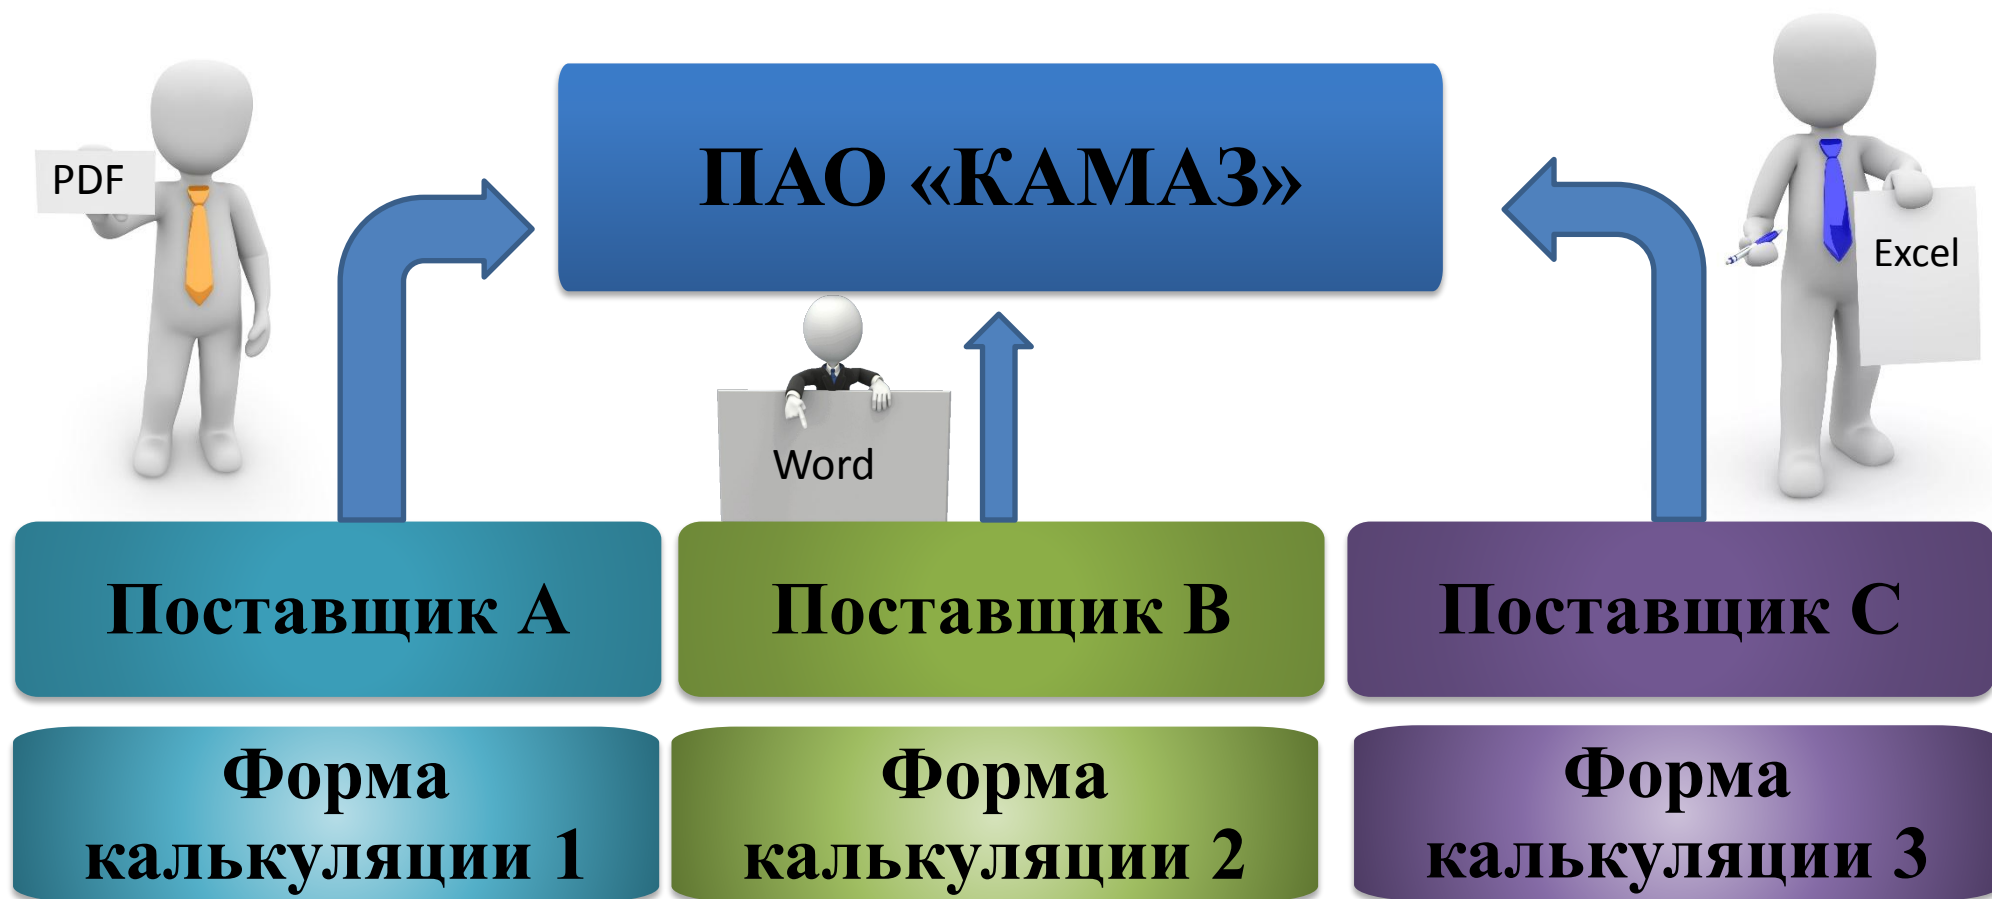 ПАО «КАМАЗ»
PDF
Excel
Word
Поставщик А
Поставщик В
Поставщик С
Форма
калькуляции 1
Форма
калькуляции 2
Форма
калькуляции 3